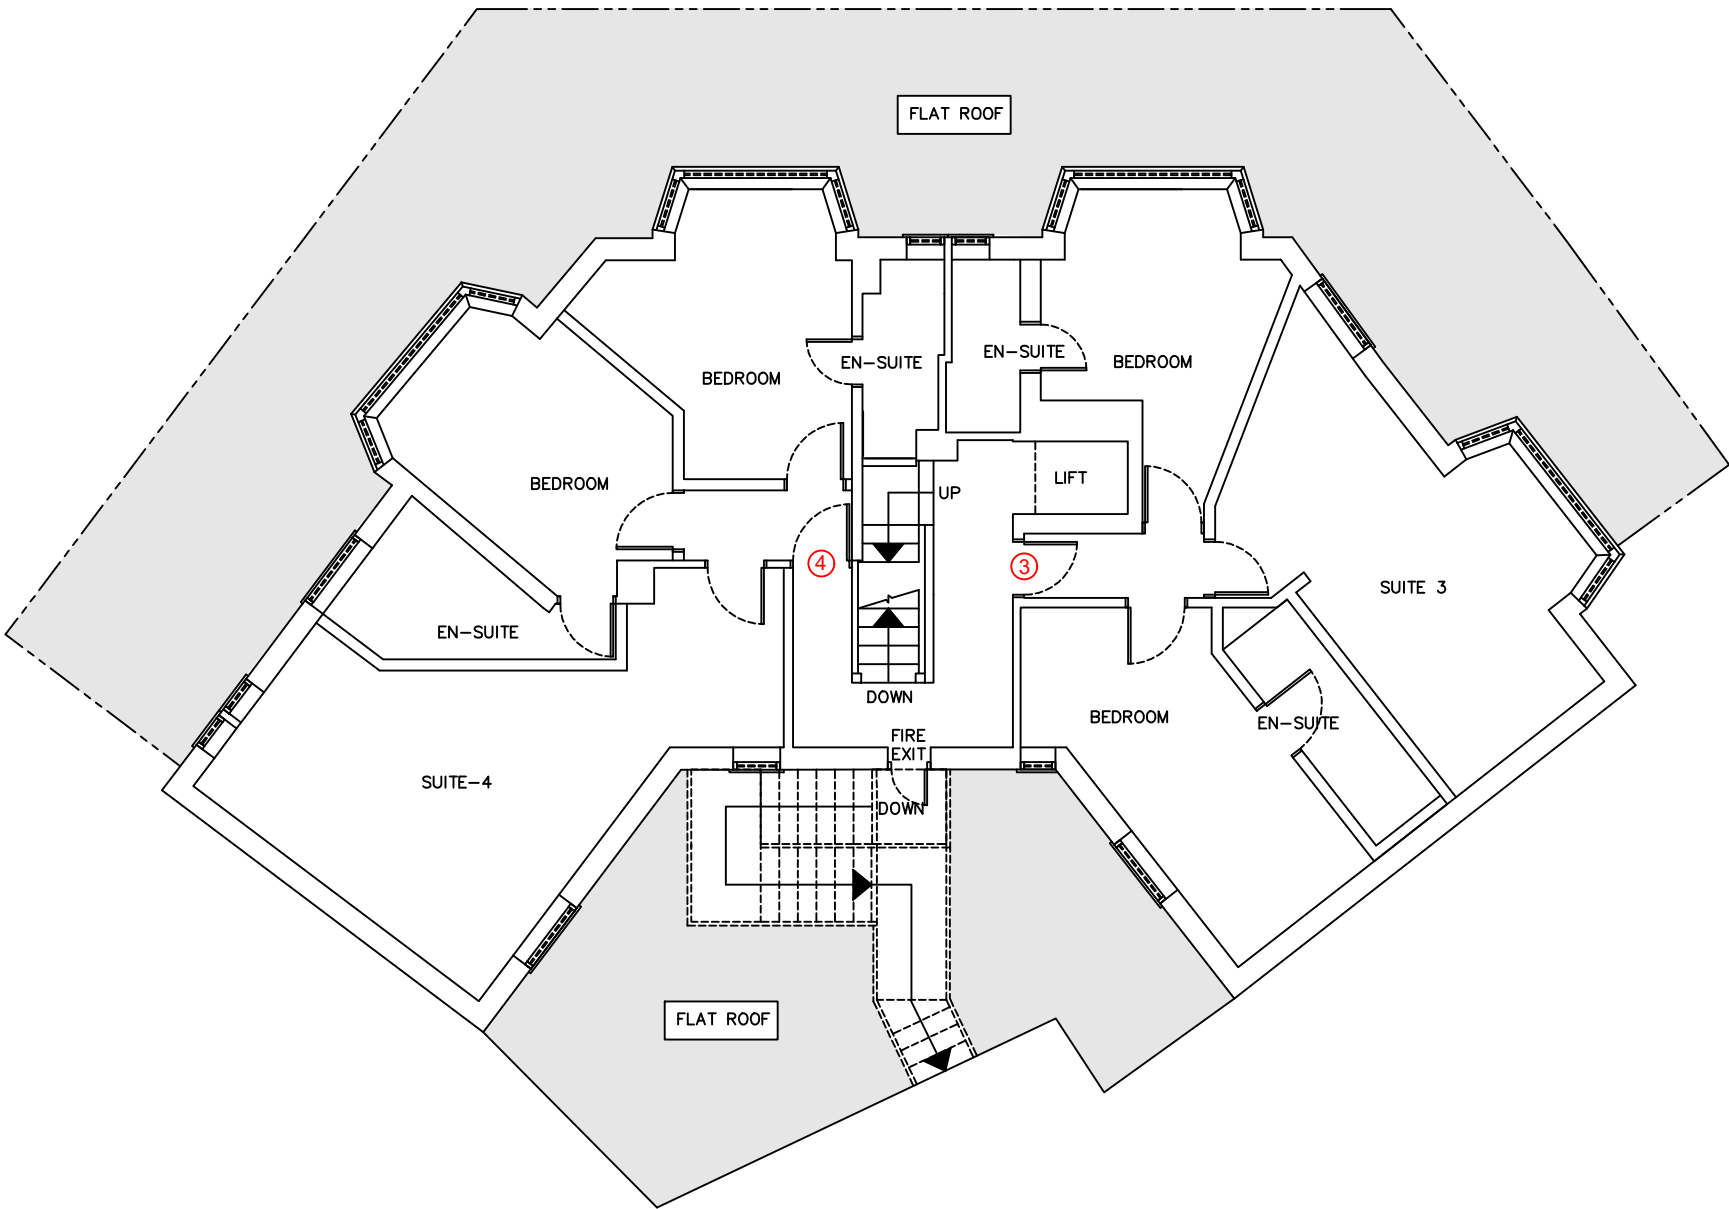 FLAT ROOF
EN-SUITE
EN-SUITE
BEDROOM
BEDROOM
BEDROOM
LIFT
UP
4
3
SUITE 3
EN-SUITE
DOWN
BEDROOM
EN-SUITE
FIRE
EXIT
SUITE-4
DOWN
FLAT ROOF